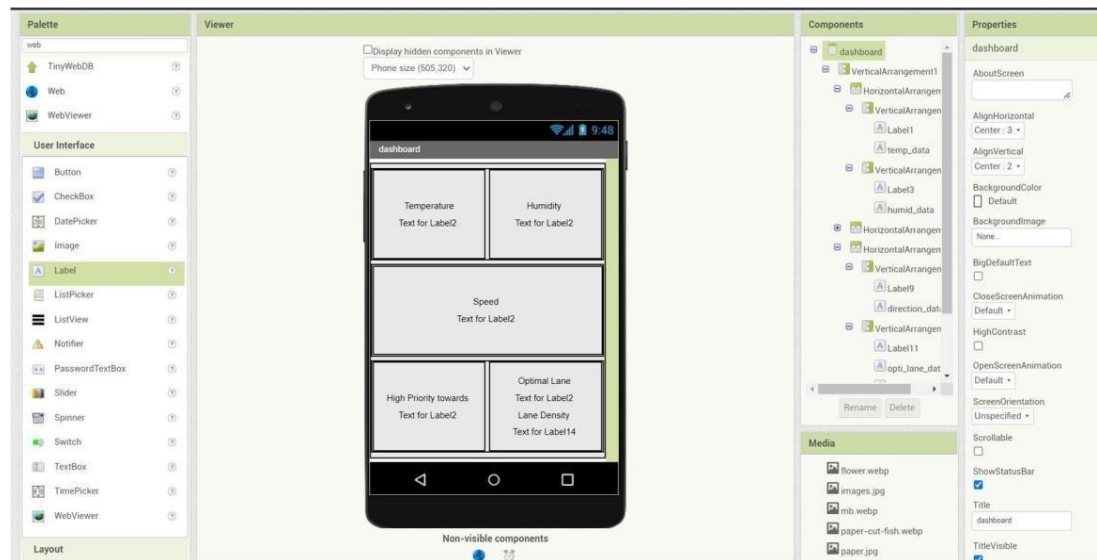 Palette
web
TinyWebDB
Web
WebViewer
User Interface
Button
CheckBox
DatePicker
Image
Label
ListPicker
ListView
Notifier
PasswordTextBox
Slider
Spinner
Switch
TextBox
TimePicker
WebViewer
Layout
Viewer
Display hidden components in Viewer
Phone size (505,320)
9:48
dashboard
Temperature
Text for Label2
Humidity
Text for Label2
Speed
Text for Label2
High Priority towards
Text for Label2
Optimal Lane
Text for Label2
Lane Density
Text for Label14
Non-visible components
Components
dashboard
VerticalArrangement1
HorizontalArrangen
VerticalArrangen
Label1
temp_data
VerticalArrangen
Label3
humid_data
HorizontalArrangen
HorizontalArrangen
VerticalArrangen
Label9
direction_dat
VerticalArrangen
Label11
opti_lane_dat
Rename Delete
Media
flower.webp
images.jpg
mb.webp
paper-cut-fish.webp
paper.jpg
Properties
dashboard
AboutScreen
AlignHorizontal
Center : 3
AlignVertical
Center : 2
BackgroundColor
Default
BackgroundImage
None...
BigDefaultText
CloseScreenAnimation
Default
HighContrast
OpenScreenAnimation
Default
ScreenOrientation
Unspecified
Scrollable
ShowStatusBar
Title
dashboard
TitleVisible